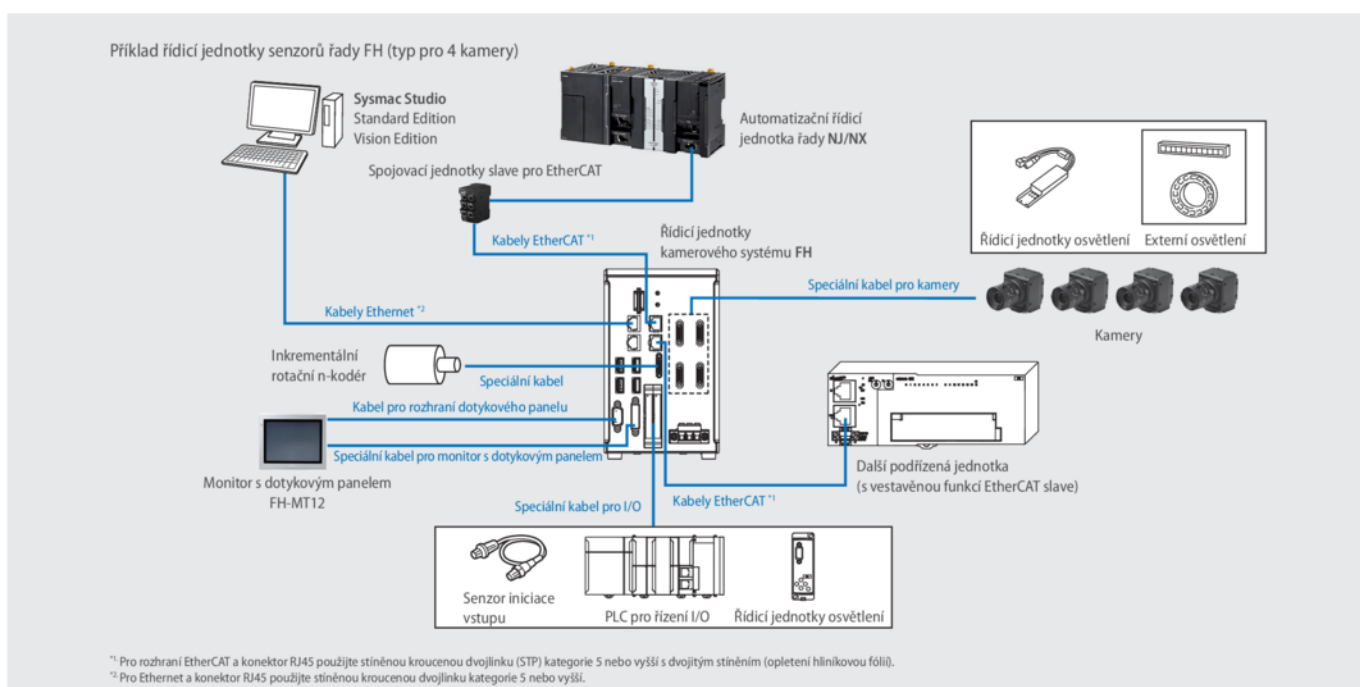 Příklad řídicí jednotky senzorů řady FH (typ pro 4 kamery)
Sysmac Studio
Standard Edition
Vision Edition
Automatizační řídicí
jednotka řady NJ/NX
Spojovací jednotky slave pro EtherCAT
Kabely EtherCAT *1
Řídicí jednotky
kamerového systému FH
Řídicí jednotky osvětlení
Externí osvětlení
Speciální kabel pro kamery
Kabely Ethernet *2
Kamery
Inkrementální
rotační n-kodér
Speciální kabel
Kabel pro rozhraní dotykového panelu
Speciální kabel pro monitor s dotykovým panelem
Monitor s dotykovým panelem
FH-MT12
Další podřízená jednotka
(s vestavěnou funkcí EtherCAT slave)
Speciální kabel pro I/O
Kabely EtherCAT *1
Senzor iniciace
vstupu
PLC pro řízení I/O
Řídicí jednotky osvětlení
*1 Pro rozhraní EtherCAT a konektor RJ45 použijte stíněnou kroucenou dvojlinku (STP) kategorie 5 nebo vyšší s dvojitým stíněním (opletení hliníkovou fólií).
*2 Pro Ethernet a konektor RJ45 použijte stíněnou kroucenou dvojlinku kategorie 5 nebo vyšší.